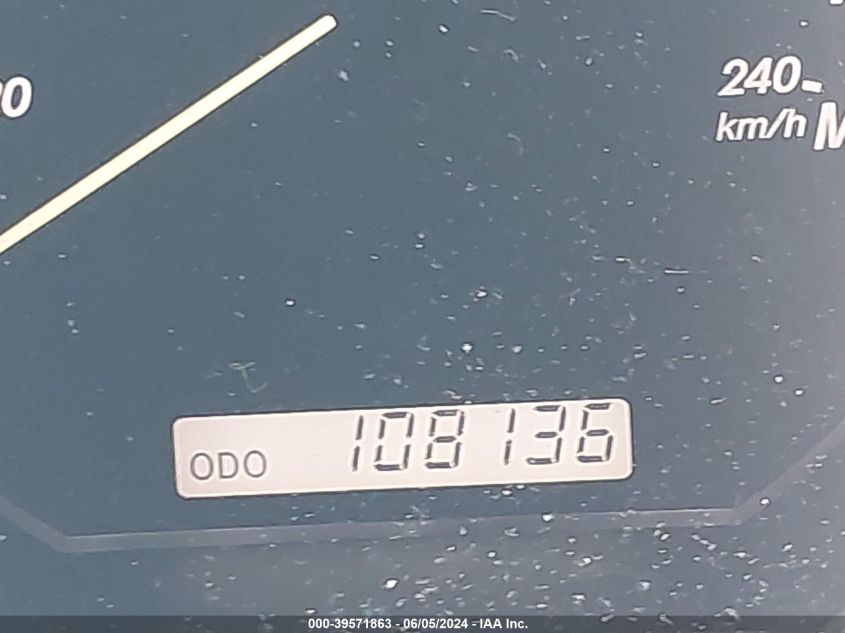 240
km/h
ODO 108136
000-39571863 - 06/05/2024 - IAA Inc.